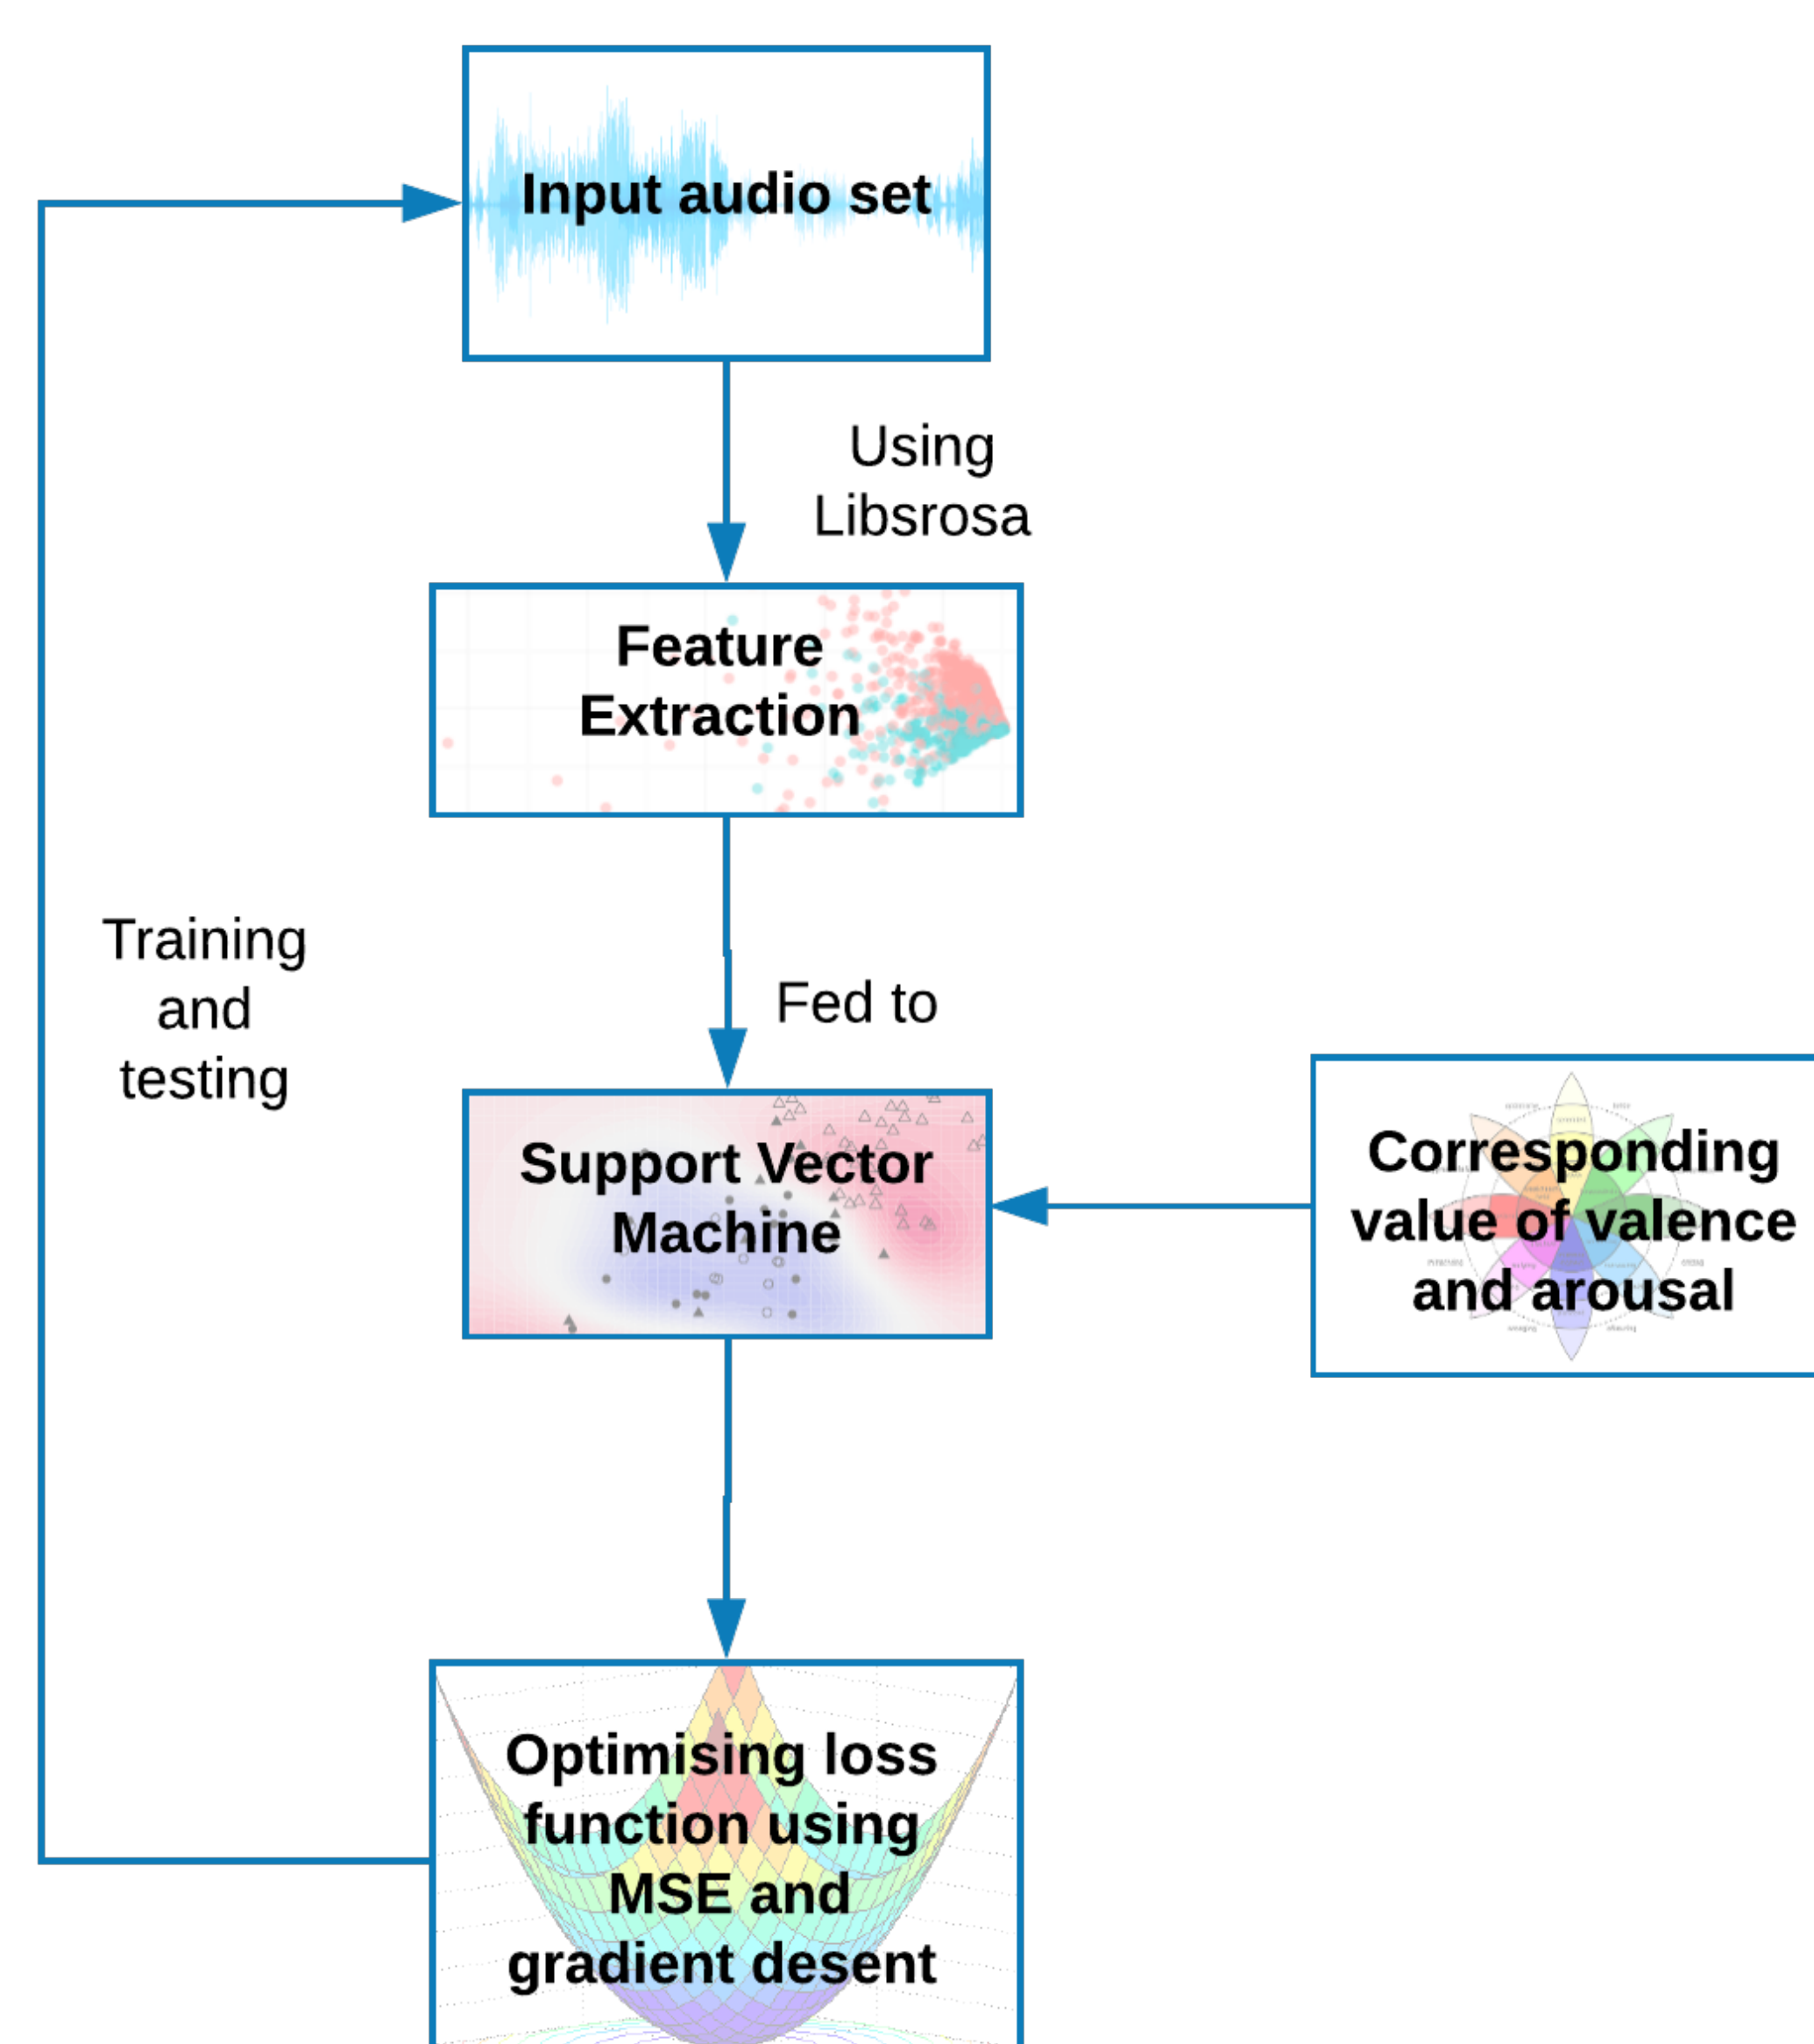 Input audio set
Using
Libsrosa
Feature
Extraction
Training
and
testing
Fed to
Support Vector
Machine
Corresponding
value of valence
and arousal
Optimising loss
function using
MSE and
gradient desent